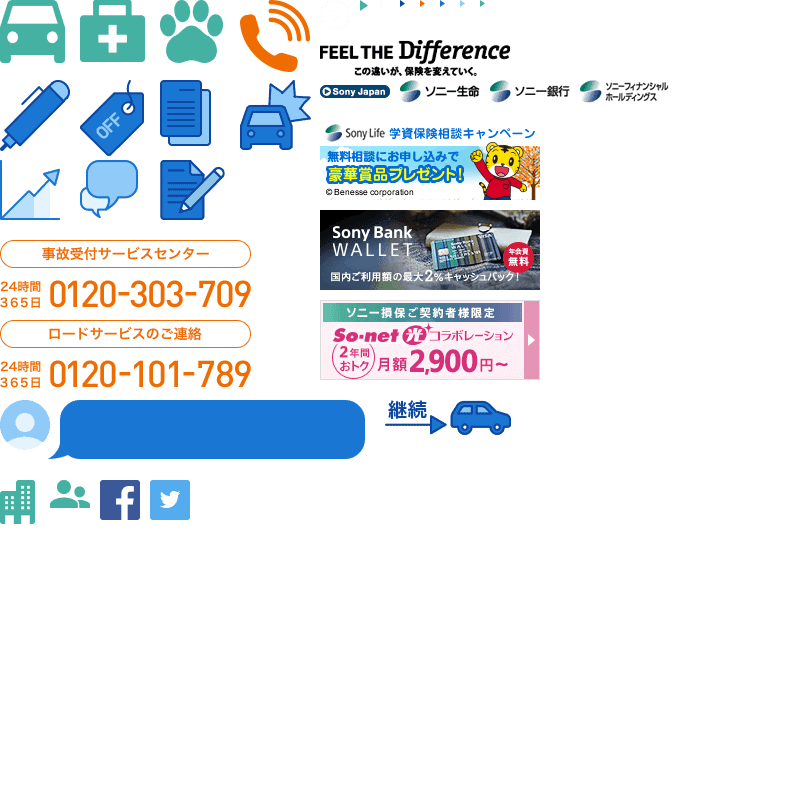 FEEL THE Difference
この違いが、保険を変えていく。
Sony Japan
ソニー生命
ソニー銀行
ソニーフィナンシャル
ホールディングス
OFF
Sony Life 学資保険相談キャンペーン
無料相談にお申し込みで
豪華賞品プレゼント!
© Benesse corporation
Sony Bank
WALLET
年会費
無料
国内ご利用額の最大2%キャッシュバック!
事故受付サービスセンター
24時間
365日
0120-303-709
ロードサービスのご連絡
24時間
365日
0120-101-789
ソニー損保ご契約者様限定
So-net 光 コラボレーション
2年間
おトク
月額2,900円～
継続